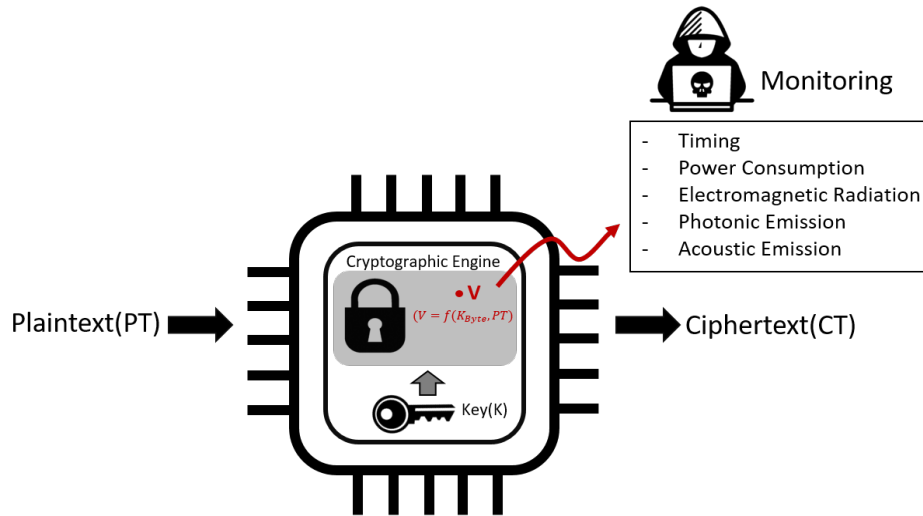 Monitoring
- Timing
- Power Consumption
- Electromagnetic Radiation
- Photonic Emission
- Acoustic Emission
Cryptographic Engine
• V
(V = f(K_Byte, PT)
Plaintext(PT)
Ciphertext(CT)
Key(K)